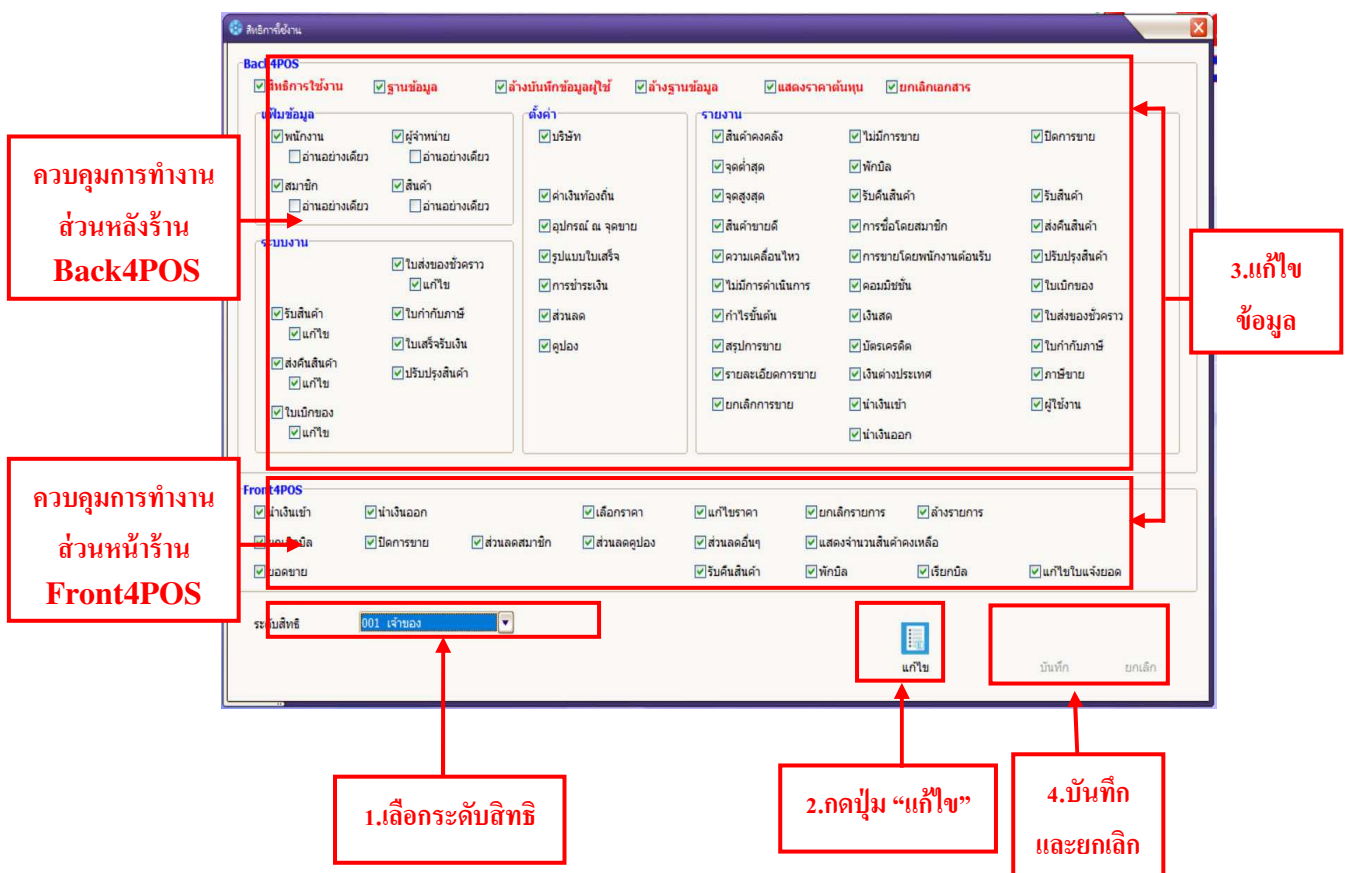 สิทธิการใช้งาน
Back4POS
สิทธิการใช้งาน ฐานข้อมูล ล้างบันทึกข้อมูลผู้ใช้ ล้างฐานข้อมูล แสดงราคาต้นทุน ยกเลิกเอกสาร
แฟ้มข้อมูล ตั้งค่า รายงาน
พนักงาน ผู้จำหน่าย บริษัท สินค้าคงคลัง ไม่มีการขาย ปิดการขาย
อ่านอย่างเดียว อ่านอย่างเดียว
จุดต่ำสุด พักบิล
สมาชิก สินค้า ค่าเงินท้องถิ่น จุดสูงสุด รับคืนสินค้า รับสินค้า
อ่านอย่างเดียว อ่านอย่างเดียว
อุปกรณ์ ณ จุดขาย สินค้าขายดี การซื้อโดยสมาชิก ส่งคืนสินค้า
ระบบงาน
ใบส่งของชั่วคราว รูปแบบใบเสร็จ ความเคลื่อนไหว การขายโดยพนักงานต้อนรับ ปรับปรุงสินค้า
แก้ไข การชำระเงิน ไม่มีการดำเนินการ คอมมิชชั่น ใบเบิกของ
รับสินค้า ใบกำกับภาษี ส่วนลด กำไรขั้นต้น เงินสด ใบส่งของชั่วคราว
แก้ไข
ใบเสร็จรับเงิน คูปอง สรุปการขาย บัตรเครดิต ใบกำกับภาษี
ส่งคืนสินค้า
แก้ไข
ปรับปรุงสินค้า รายละเอียดการขาย เงินต่างประเทศ ภาษีขาย
ใบเบิกของ ยกเลิกการขาย นำเงินเข้า ผู้ใช้งาน
แก้ไข นำเงินออก
Front4POS
นำเงินเข้า นำเงินออก เลือกราคา แก้ไขราคา ยกเลิกรายการ ล้างรายการ
ยกเลิกบิล ปิดการขาย ส่วนลดสมาชิก ส่วนลดคูปอง ส่วนลดอื่นๆ แสดงจำนวนสินค้าคงเหลือ
ยอดขาย รับคืนสินค้า พักบิล เรียกบิล แก้ไขใบแจ้งยอด
ระดับสิทธิ 001 เจ้าของ
แก้ไข บันทึก ยกเลิก
ควบคุมการทำงาน
ส่วนหลังร้าน
Back4POS
3.แก้ไข
ข้อมูล
ควบคุมการทำงาน
ส่วนหน้าร้าน
Front4POS
1.เลือกระดับสิทธิ
2.กดปุ่ม “แก้ไข”
4.บันทึก
และยกเลิก